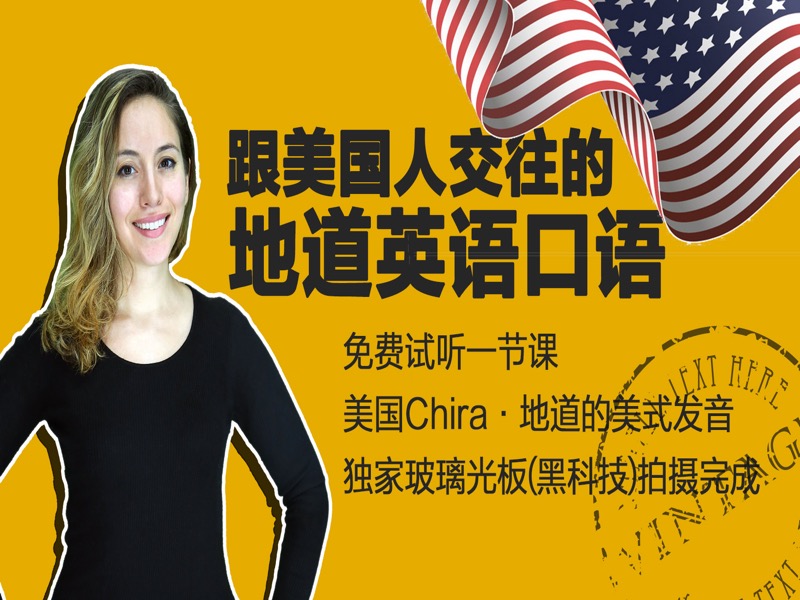 跟美国人交往的
地道英语口语
免费试听一节课
美国Chira·地道的美式发音
独家玻璃光板(黑科技)拍摄完成
TEXT HERE
VINTAGE
TEXT